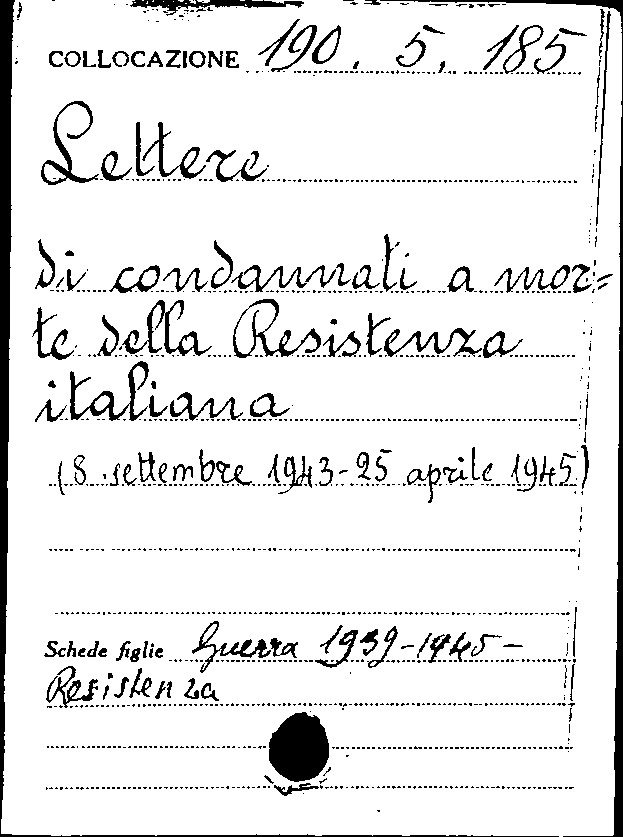 COLLOCAZIONE 190. 5. 185
Lettere
di condannati a mor=
te della Resistenza
italiana
(8 settembre 1943-25 aprile 1945)
Schede figlie Guerra 1939-1945-
Resistenza